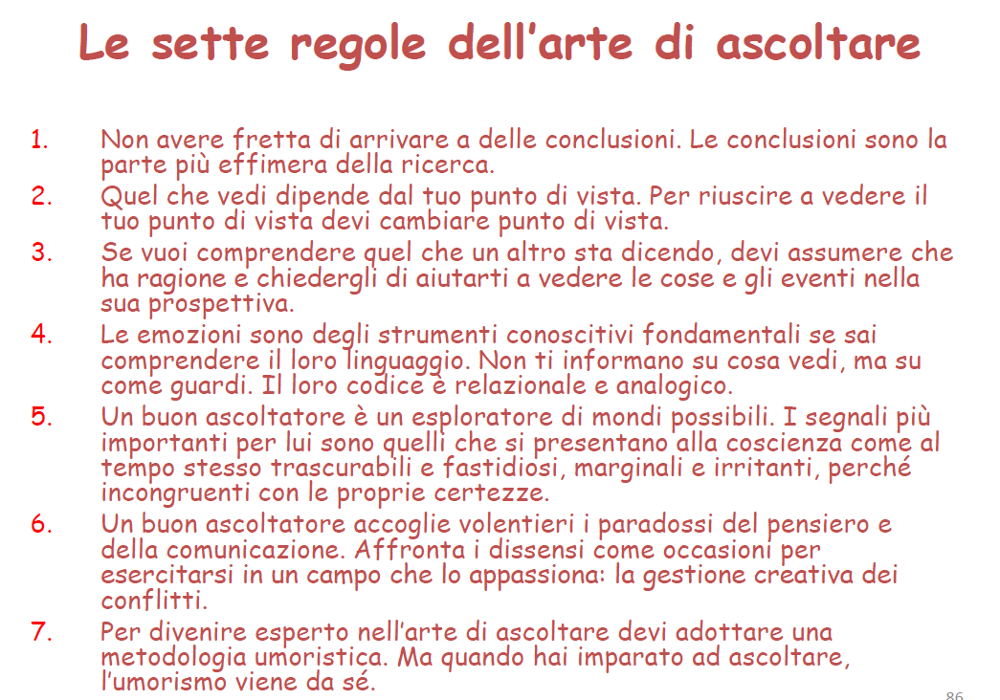 Le sette regole dell'arte di ascoltare
1. Non avere fretta di arrivare a delle conclusioni. Le conclusioni sono la
parte più effimera della ricerca.
2. Quel che vedi dipende dal tuo punto di vista. Per riuscire a vedere il
tuo punto di vista devi cambiare punto di vista.
3. Se vuoi comprendere quel che un altro sta dicendo, devi assumere che
ha ragione e chiedergli di aiutarti a vedere le cose e gli eventi nella
sua prospettiva.
4. Le emozioni sono degli strumenti conoscitivi fondamentali se sai
comprendere il loro linguaggio. Non ti informano su cosa vedi, ma su
come guardi. Il loro codice è relazionale e analogico.
5. Un buon ascoltatore è un esploratore di mondi possibili. I segnali più
importanti per lui sono quelli che si presentano alla coscienza come al
tempo stesso trascurabili e fastidiosi, marginali e irritanti, perché
incongruenti con le proprie certezze.
6. Un buon ascoltatore accoglie volentieri i paradossi del pensiero e
della comunicazione. Affronta i dissensi come occasioni per
esercitarsi in un campo che lo appassiona: la gestione creativa dei
conflitti.
7. Per divenire esperto nell'arte di ascoltare devi adottare una
metodologia umoristica. Ma quando hai imparato ad ascoltare,
l'umorismo viene da sé.
86